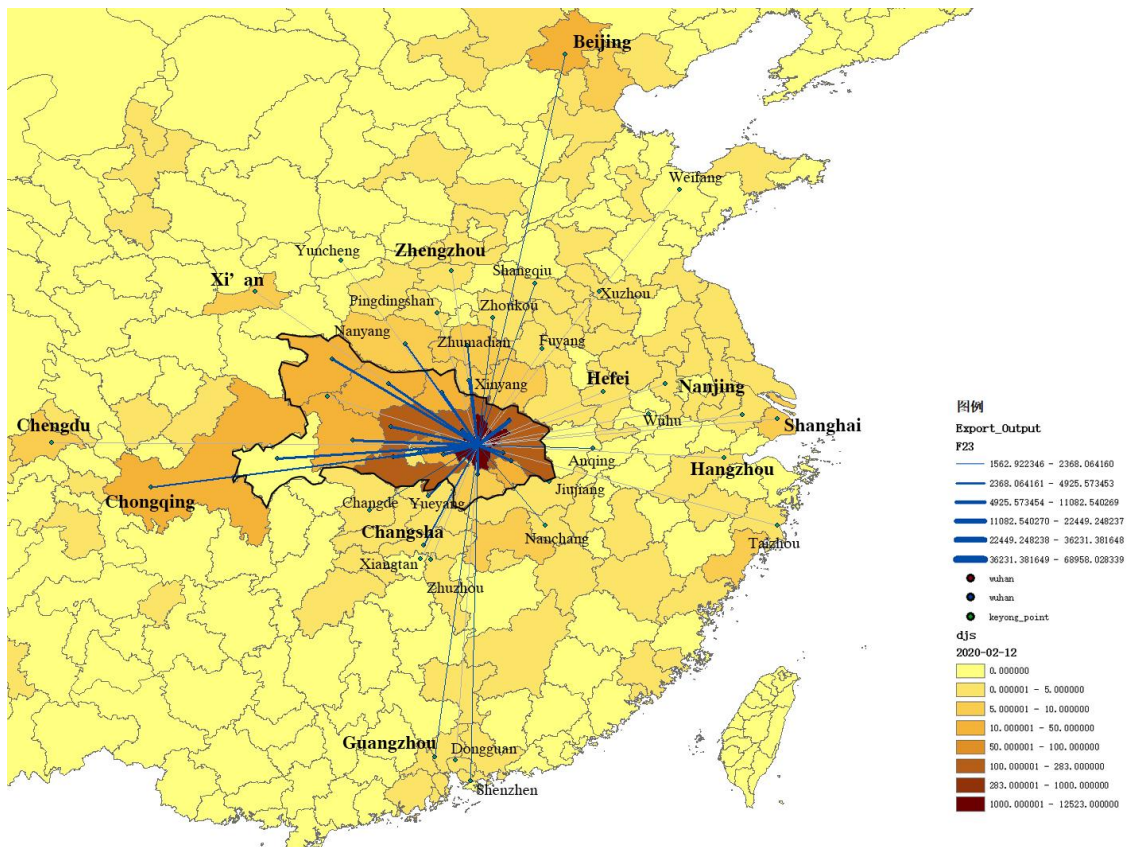 Beijing
Weifang
Yuncheng
Zhengzhou
Shangqiu
Xi’an
Pingdingshan
Zhoukou
Xuzhou
Nanyang
Zhumadian
Fuyang
Xinyang
Hefei
Nanjing
Wuhu
Shanghai
Chengdu
Anqing
Hangzhou
Chongqing
Changde
Yueyang
Jiujiang
Changsha
Nanchang
Taizhou
Xiangtan
Zhuzhou
Guangzhou
Dongguan
Shenzhen
图例
Export_Output
F23
1562.922346 - 2368.064160
2368.064161 - 4925.573453
4925.573454 - 11082.540269
11082.540270 - 22449.248237
22449.248238 - 36231.381648
36231.381649 - 68958.028339
wuhan
wuhan
keyong_point
djs
2020-02-12
0.000000
0.000001 - 5.000000
5.000001 - 10.000000
10.000001 - 50.000000
50.000001 - 100.000000
100.000001 - 283.000000
283.000001 - 1000.000000
1000.000001 - 12523.000000